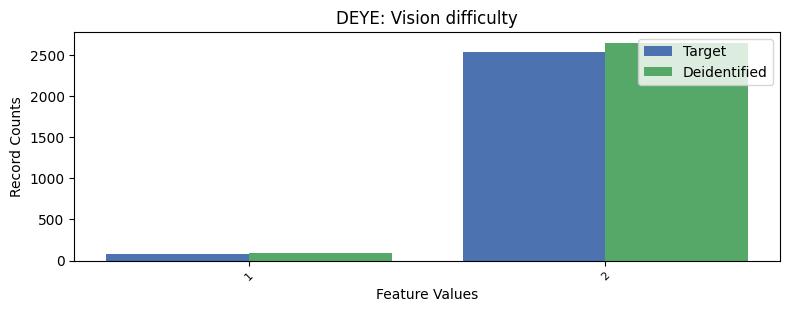 DEYE: Vision difficulty
Target
Deidentified
Record Counts
2500
2000
1500
1000
500
0
1
2
Feature Values